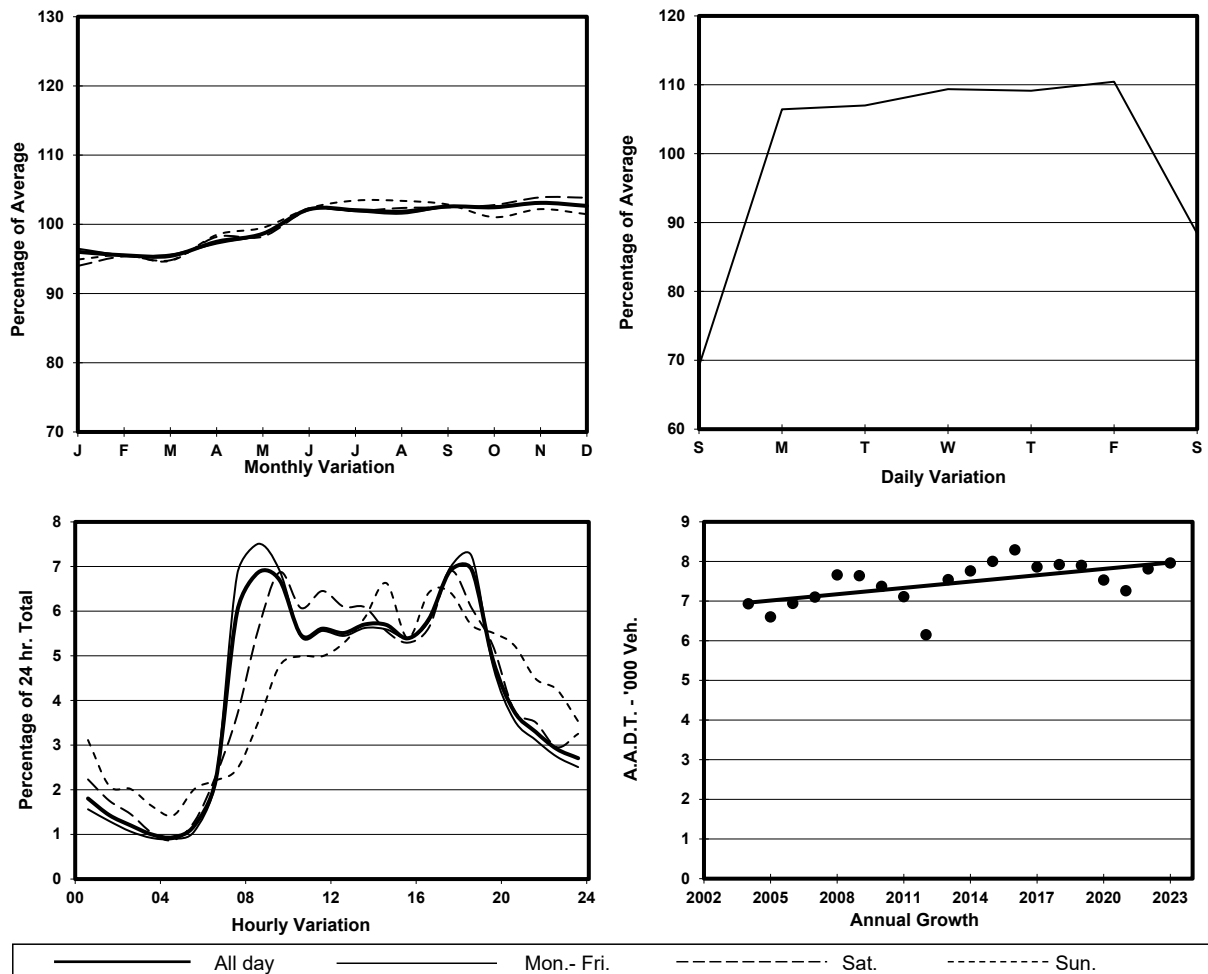 130
120
110
100
90
80
70
J F M A M J J A S O N D
Percentage of Average
Monthly Variation
120
110
100
90
80
70
60
S M T W T F S
Percentage of Average
Daily Variation
8
7
6
5
4
3
2
1
0
00 04 08 12 16 20 24
Percentage of 24 hr. Total
Hourly Variation
9
8
7
6
5
4
3
2
1
0
2002 2005 2008 2011 2014 2017 2020 2023
A.A.D.T. - '000 Veh.
Annual Growth
All day Mon.- Fri. Sat. Sun.